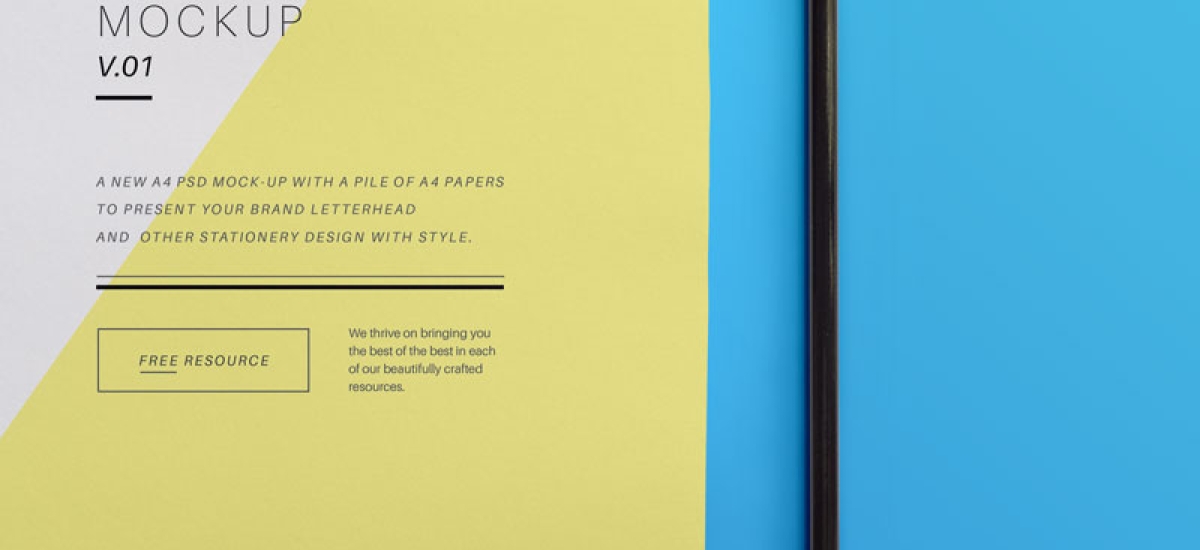 MOCKUP
V.01
A NEW A4 PSD MOCK-UP WITH A PILE OF A4 PAPERS
TO PRESENT YOUR BRAND LETTERHEAD
AND OTHER STATIONERY DESIGN WITH STYLE.
FREE RESOURCE
We thrive on bringing you
the best of the best in each
of our beautifully crafted
resources.